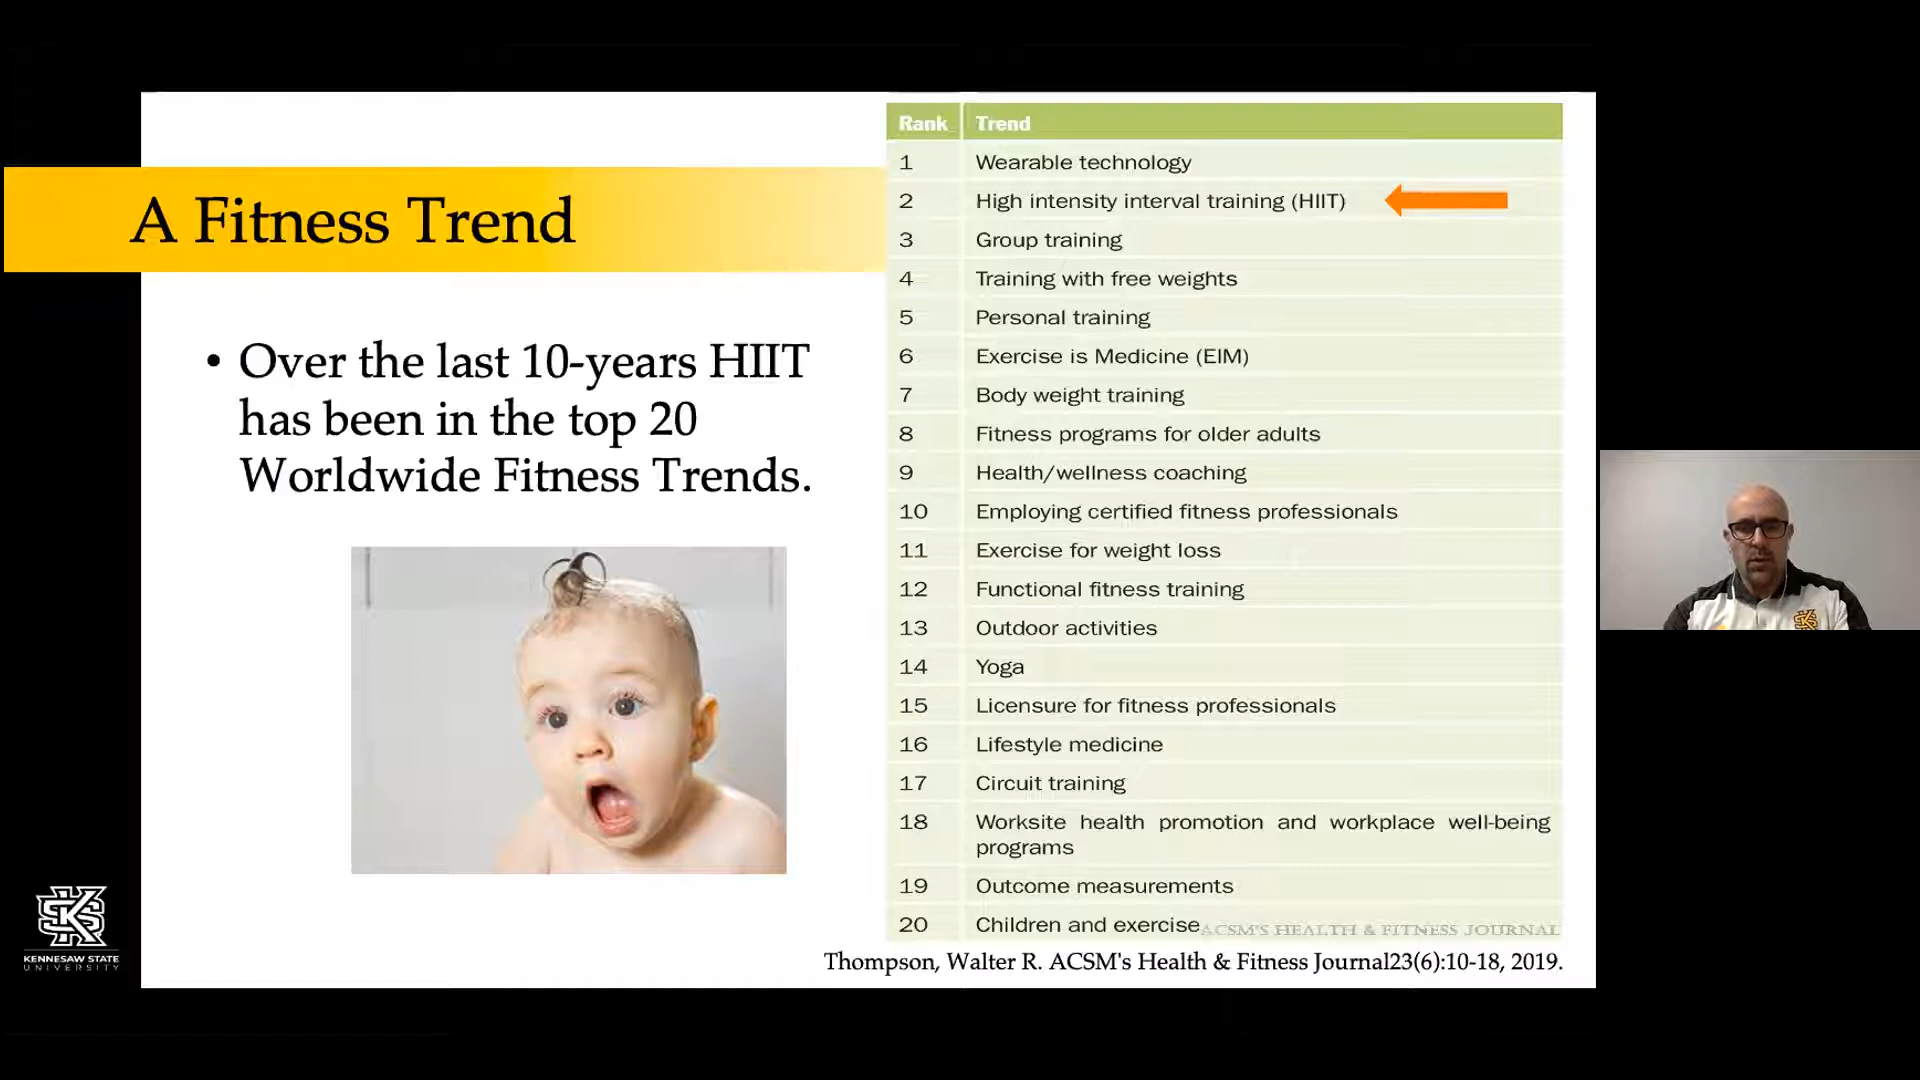 A Fitness Trend
• Over the last 10-years HIIT
has been in the top 20
Worldwide Fitness Trends.
Rank Trend
1 Wearable technology
2 High intensity interval training (HIIT)
3 Group training
4 Training with free weights
5 Personal training
6 Exercise is Medicine (EIM)
7 Body weight training
8 Fitness programs for older adults
9 Health/wellness coaching
10 Employing certified fitness professionals
11 Exercise for weight loss
12 Functional fitness training
13 Outdoor activities
14 Yoga
15 Licensure for fitness professionals
16 Lifestyle medicine
17 Circuit training
18 Worksite health promotion and workplace well-being
programs
19 Outcome measurements
20 Children and exercise
ACSM'S HEALTH & FITNESS JOURNAL
Thompson, Walter R. ACSM's Health & Fitness Journal23(6):10-18, 2019.
KS
KENNESAW STATE
UNIVERSITY
KS